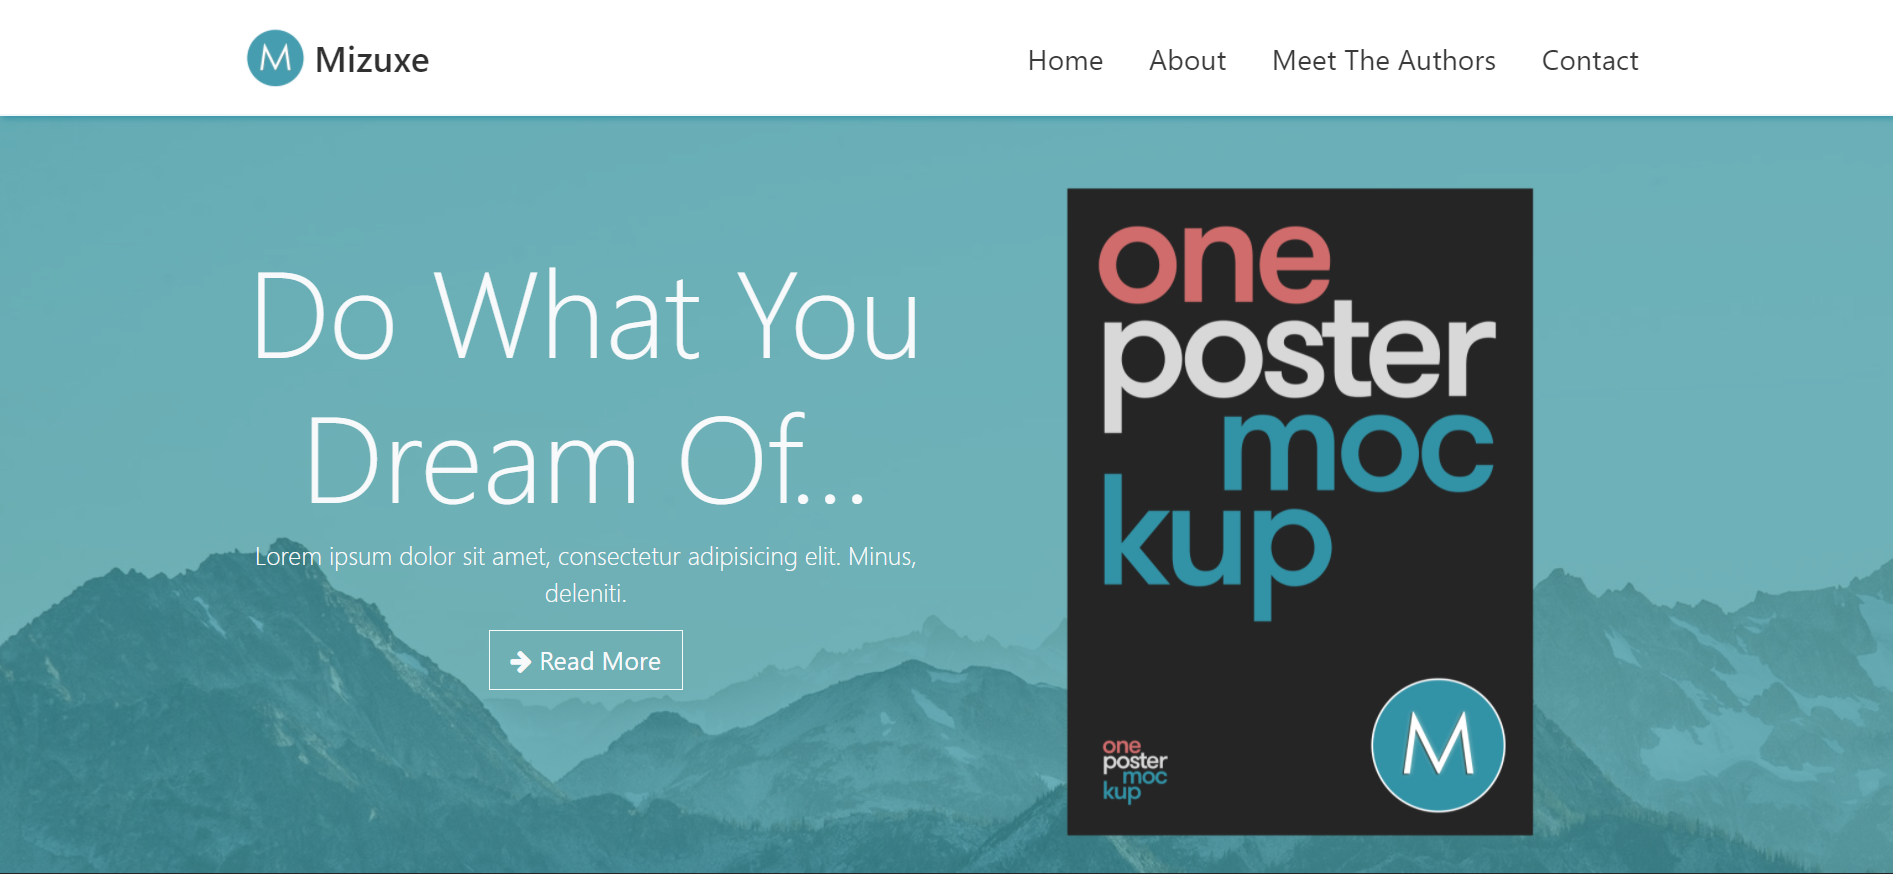 M Mizuxe
Home About Meet The Authors Contact
Do What You
Dream Of...
Lorem ipsum dolor sit amet, consectetur adipisicing elit. Minus,
deleniti.
Read More
one
poster
moc
kup
one
poster
moc
kup
M